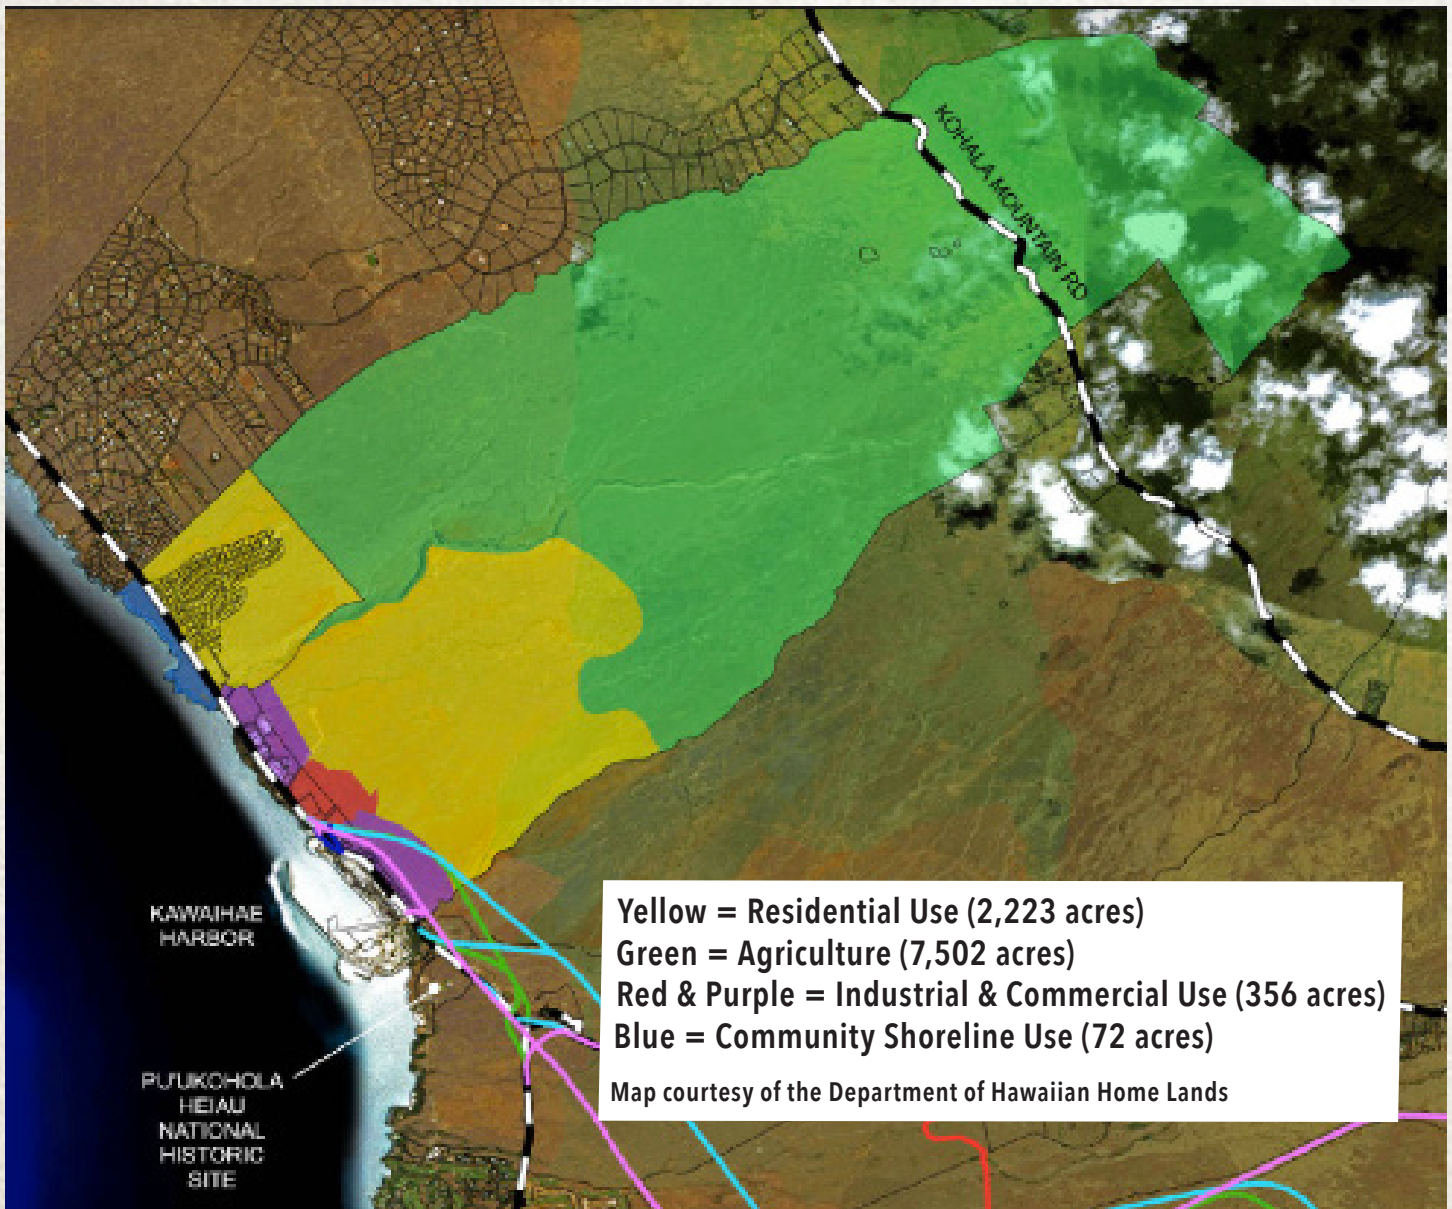 KOHALA MOUNTAIN RD
KAWAIHAE
HARBOR
PU'UKOHOLA
HEIAU
NATIONAL
HISTORIC
SITE
Yellow = Residential Use (2,223 acres)
Green = Agriculture (7,502 acres)
Red & Purple = Industrial & Commercial Use (356 acres)
Blue = Community Shoreline Use (72 acres)
Map courtesy of the Department of Hawaiian Home Lands